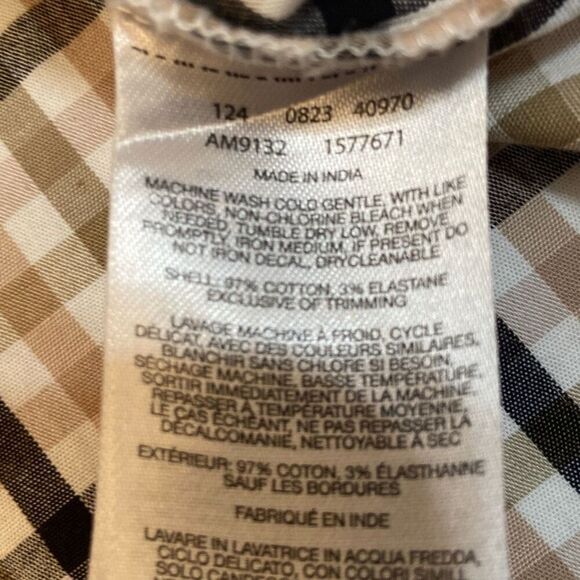 124 0823 40970
AM9132 1577671
MADE IN INDIA
MACHINE WASH COLD GENTLE, WITH LIKE
COLORS, NON-CHLORINE BLEACH WHEN
NEEDED, TUMBLE DRY LOW, REMOVE
PROMPTLY, IRON MEDIUM, IF PRESENT DO
NOT IRON DECAL, DRYCLEANABLE
SHELL: 97% COTTON, 3% ELASTANE
EXCLUSIVE OF TRIMMING
LAVAGE MACHINE À FROID, CYCLE
DÉLICAT, AVEC DES COULEURS SIMILAIRES,
BLANCHIR SANS CHLORE SI BESOIN,
SÉCHAGE MACHINE, BASSE TEMPÉRATURE,
SORTIR IMMÉDIATEMENT DE LA MACHINE,
REPASSER À TEMPÉRATURE MOYENNE,
LE CAS ÉCHÉANT, NE PAS REPASSER LA
DÉCALCOMANIE, NETTOYABLE À SEC
EXTÉRIEUR: 97% COTON, 3% ÉLASTHANNE
SAUF LES BORDURES
FABRIQUÉ EN INDE
LAVARE IN LAVATRICE IN ACQUA FREDDA,
CICLO DELICATO, CON COLORI SIMILI,